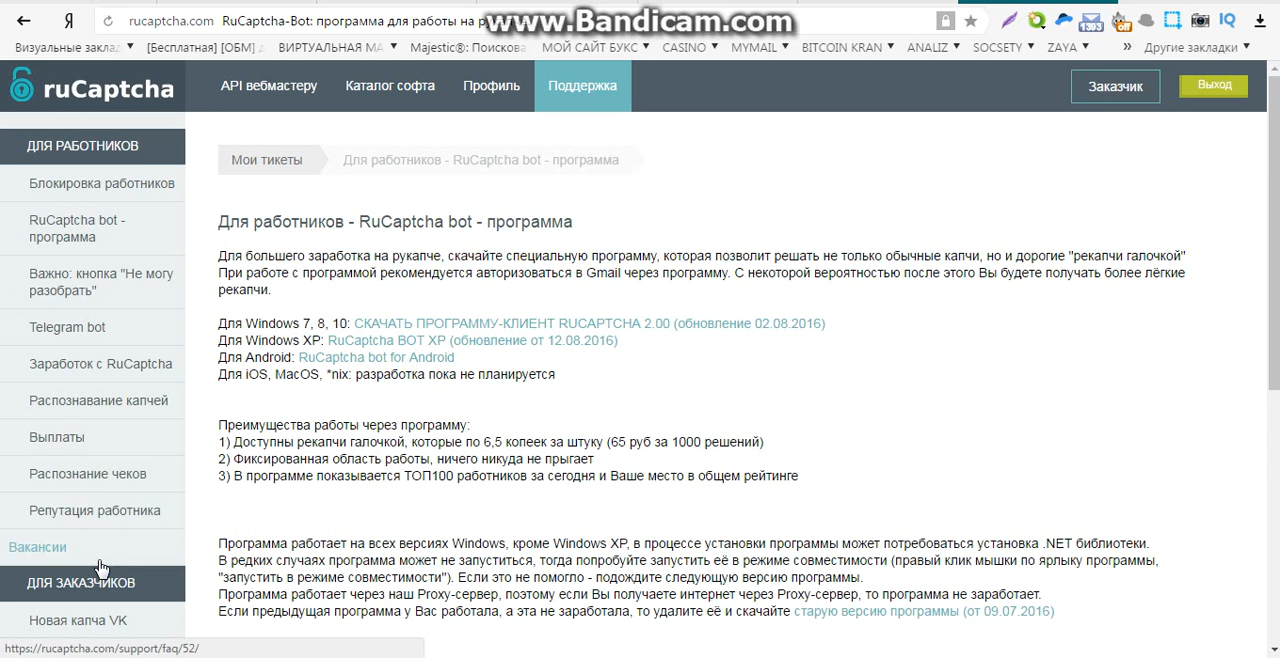 rucaptcha.com RuCaptcha-Bot: программа для работы на
www.Bandicam.com
Визуальные заклад
[Бесплатная] [ОБМ]
ВИРТУАЛЬНАЯ МА
Majestic®: Поискова
МОЙ САЙТ БУКС
CASINO
MYMAIL
BITCOIN KRAN
ANALIZ
SOCSETY
ZAYA
» Другие закладки
ruCaptcha
API вебмастеру
Каталог софта
Профиль
Поддержка
Заказчик
Выход
ДЛЯ РАБОТНИКОВ
Блокировка работников
RuCaptcha bot -
программа
Важно: кнопка "Не могу
разобрать"
Telegram bot
Заработок с RuCaptcha
Распознавание капчей
Выплаты
Распознание чеков
Репутация работника
Вакансии
ДЛЯ ЗАКАЗЧИКОВ
Новая капча VK
https://rucaptcha.com/support/faq/52/
Мои тикеты
Для работников - RuCaptcha bot - программа
Для работников - RuCaptcha bot - программа
Для большего заработка на рукапче, скачайте специальную программу, которая позволит решать не только обычные капчи, но и дорогие "рекапчи галочкой"
При работе с программой рекомендуется авторизоваться в Gmail через программу. С некоторой вероятностью после этого Вы будете получать более лёгкие
рекапчи.
Для Windows 7, 8, 10: СКАЧАТЬ ПРОГРАММУ-КЛИЕНТ RUCAPTCHA 2.00 (обновление 02.08.2016)
Для Windows XP: RuCaptcha BOT XP (обновление от 12.08.2016)
Для Android: RuCaptcha bot for Android
Для iOS, MacOS, *nix: разработка пока не планируется
Преимущества работы через программу:
1) Доступны рекапчи галочкой, которые по 6,5 копеек за штуку (65 руб за 1000 решений)
2) Фиксированная область работы, ничего никуда не прыгает
3) В программе показывается ТОП100 работников за сегодня и Ваше место в общем рейтинге
Программа работает на всех версиях Windows, кроме Windows XP, в процессе установки программы может потребоваться установка .NET библиотеки.
В редких случаях программа может не запуститься, тогда попробуйте запустить её в режиме совместимости (правый клик мышки по ярлыку программы,
"запустить в режиме совместимости"). Если это не помогло - подождите следующую версию программы.
Программа работает через наш Proxy-сервер, поэтому если Вы получаете интернет через Proxy-сервер, то программа не заработает.
Если предыдущая программа у Вас работала, а эта не заработала, то удалите её и скачайте старую версию программы (от 09.07.2016)